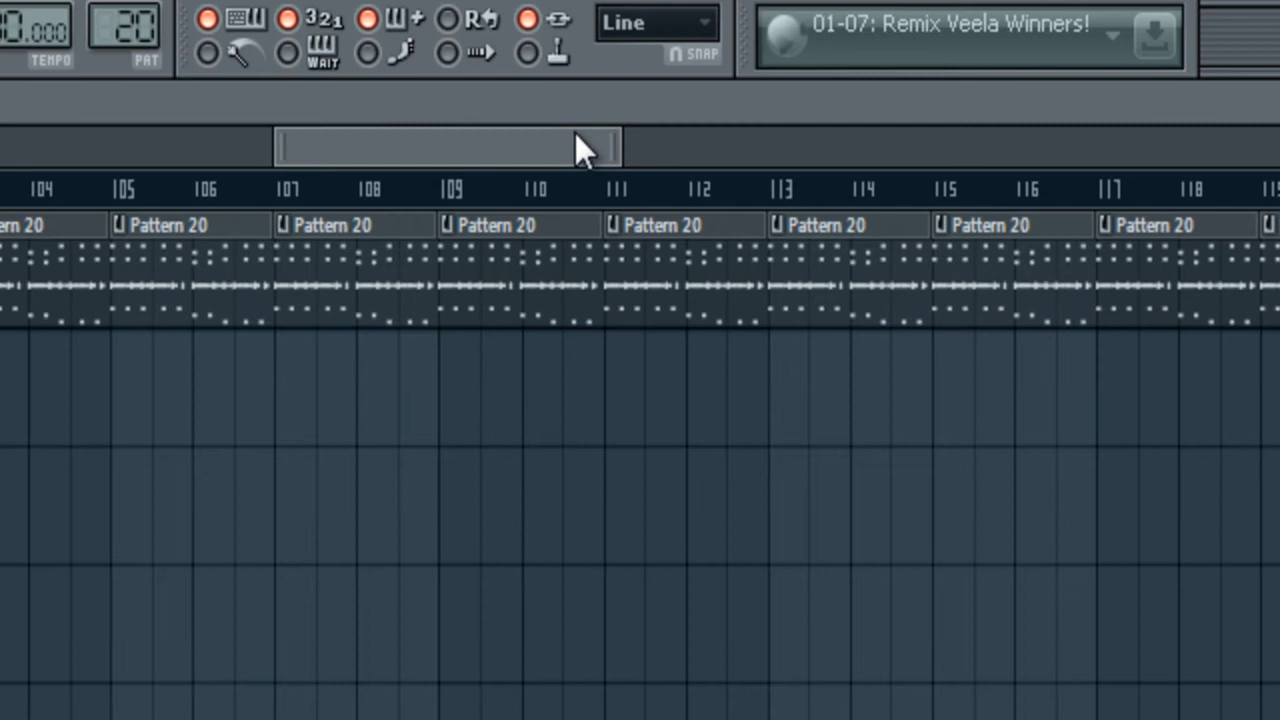 0.000 20 321 R Line 01-07: Remix Veela Winners!
TEMPO PAT WAIT SNAP
104 105 106 107 108 109 110 111 112 113 114 115 116 117 118
ern 20 Pattern 20 Pattern 20 Pattern 20 Pattern 20 Pattern 20 Pattern 20 Pattern 20